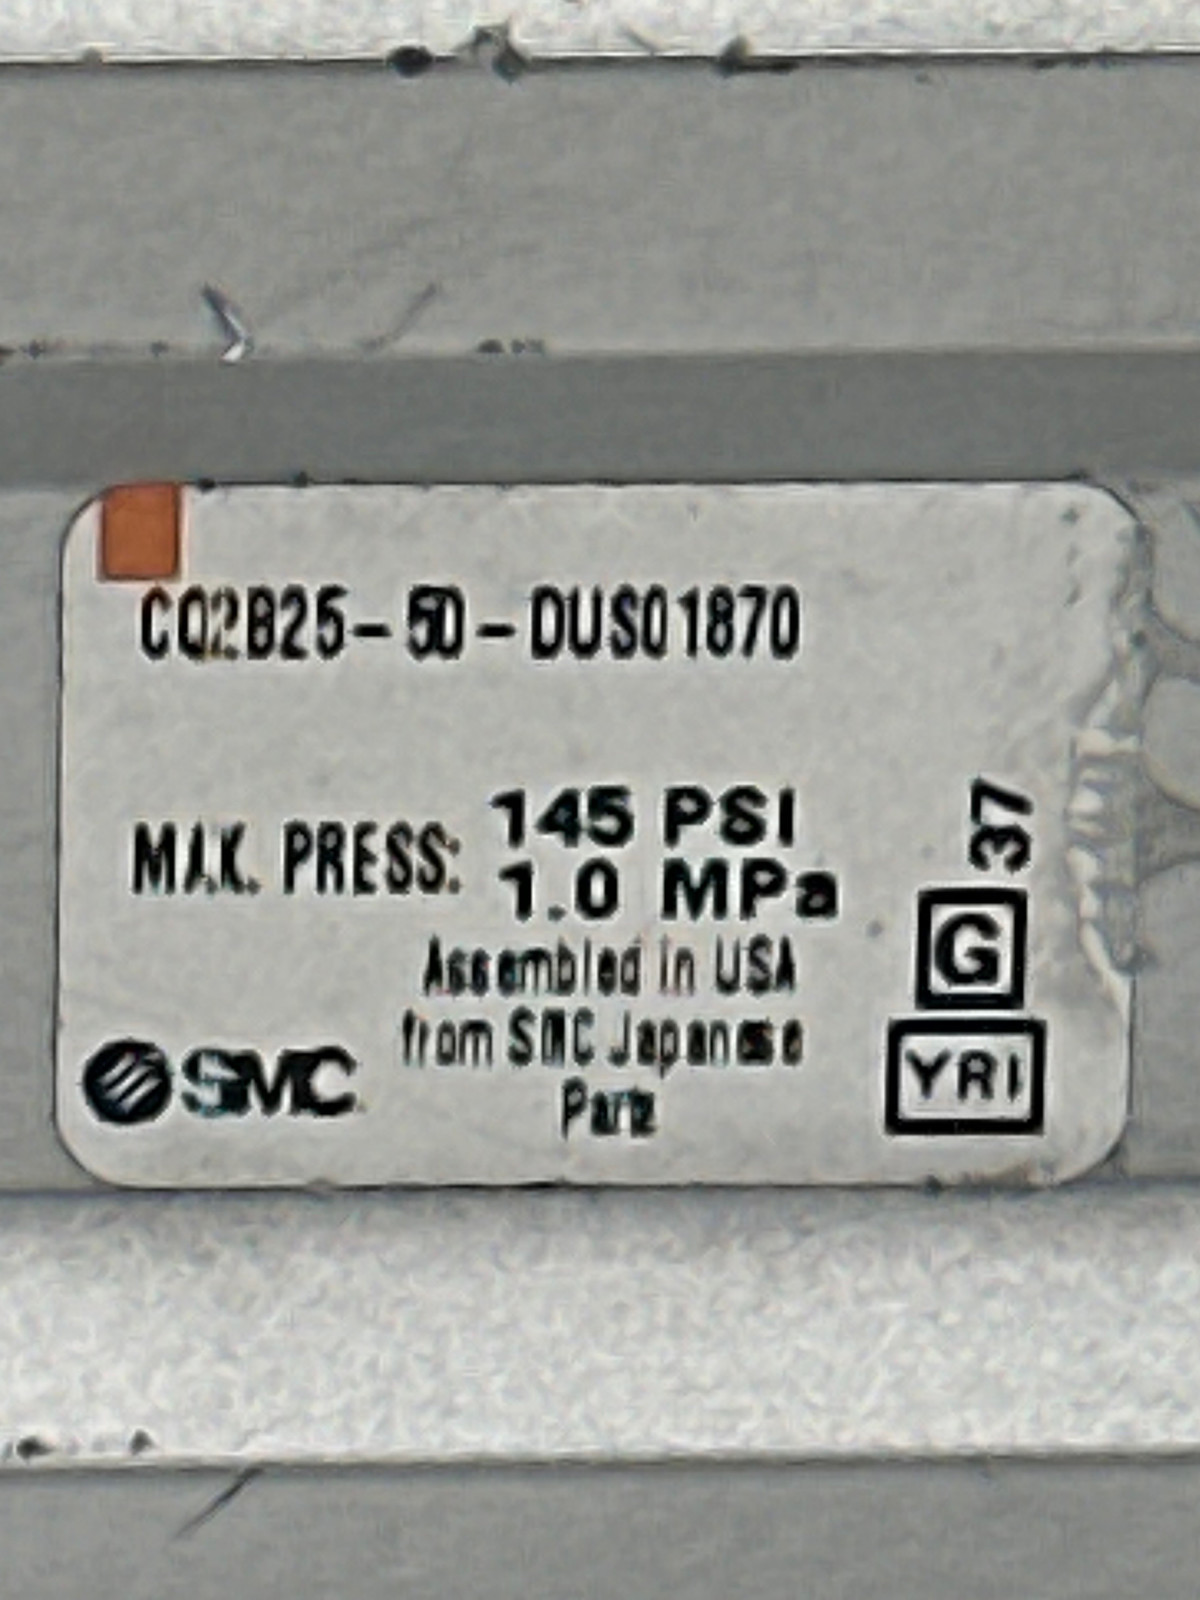 CQ2B25-50-DUS01870
MAX. PRESS: 145 PSI
1.0 MPa
37
G
YRI
Assembled in USA
from SMC Japanese
Parts
SMC